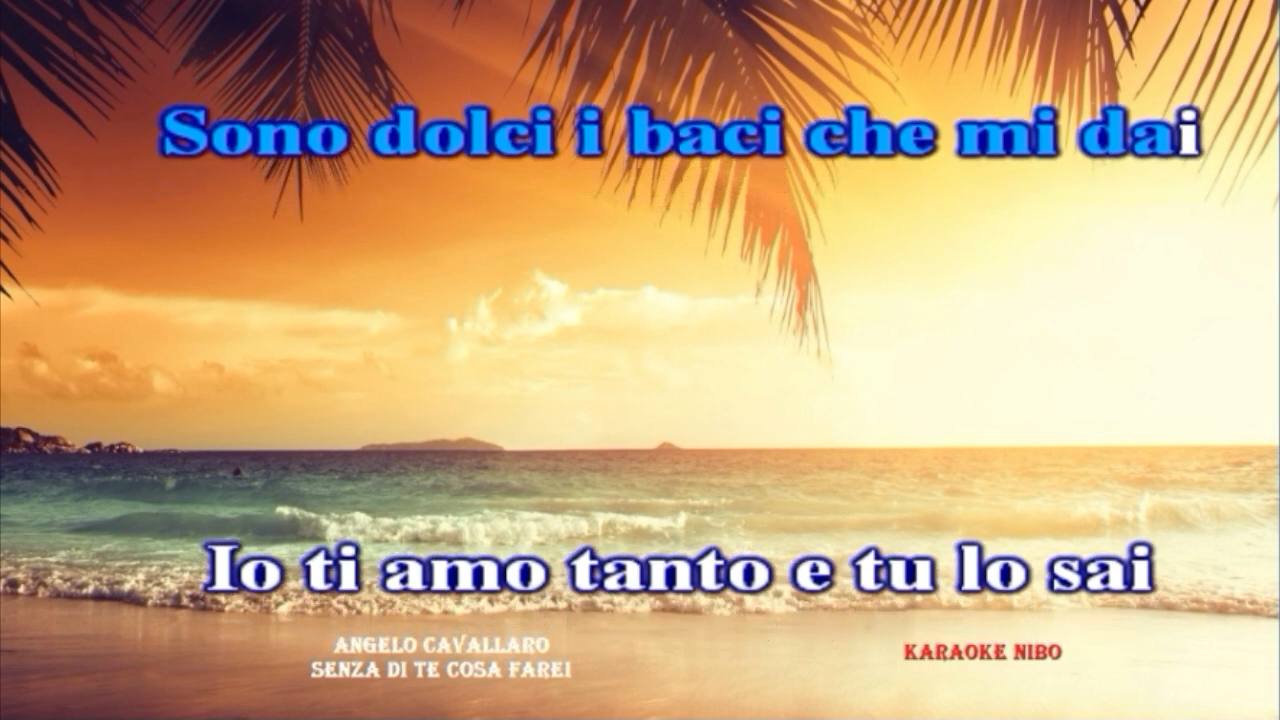 Sono dolci i baci che mi dai
Io ti amo tanto e tu lo sai
ANGELO CAVALLARO
SENZA DI TE COSA FAREI
KARAOKE NIBO